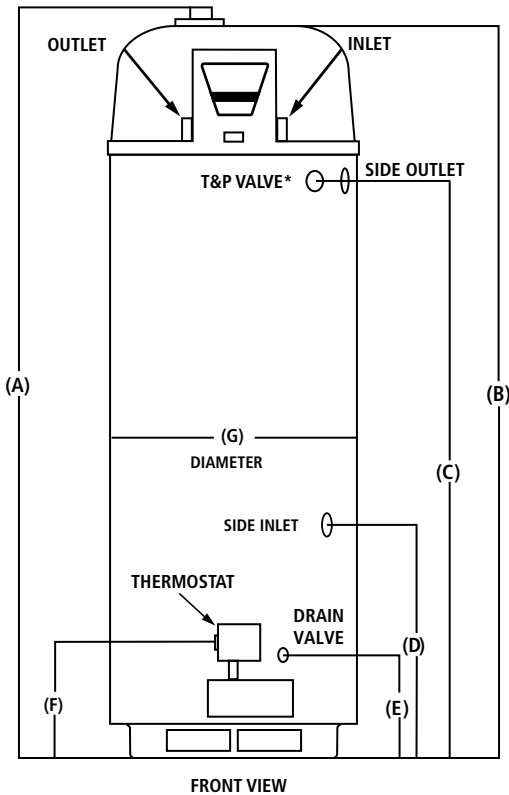 OUTLET
INLET
T&P VALVE*
SIDE OUTLET
(A)
(B)
(G)
DIAMETER
(C)
SIDE INLET
THERMOSTAT
DRAIN
VALVE
(D)
(F)
(E)
FRONT VIEW